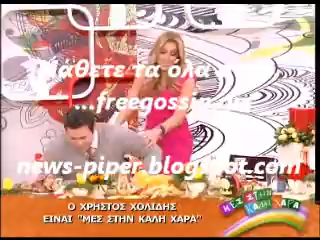 Μάθετε τα όλα
...freegossip.gr
news-piper-blogspot.com
Ο ΧΡΗΣΤΟΣ ΧΟΛΙΔΗΣ
ΕΙΝΑΙ "ΜΕΣ ΣΤΗΝ ΚΑΛΗ ΧΑΡΑ"
ΜΕΣ ΣΤΗΝ
ΚΑΛΗ ΧΑΡΑ